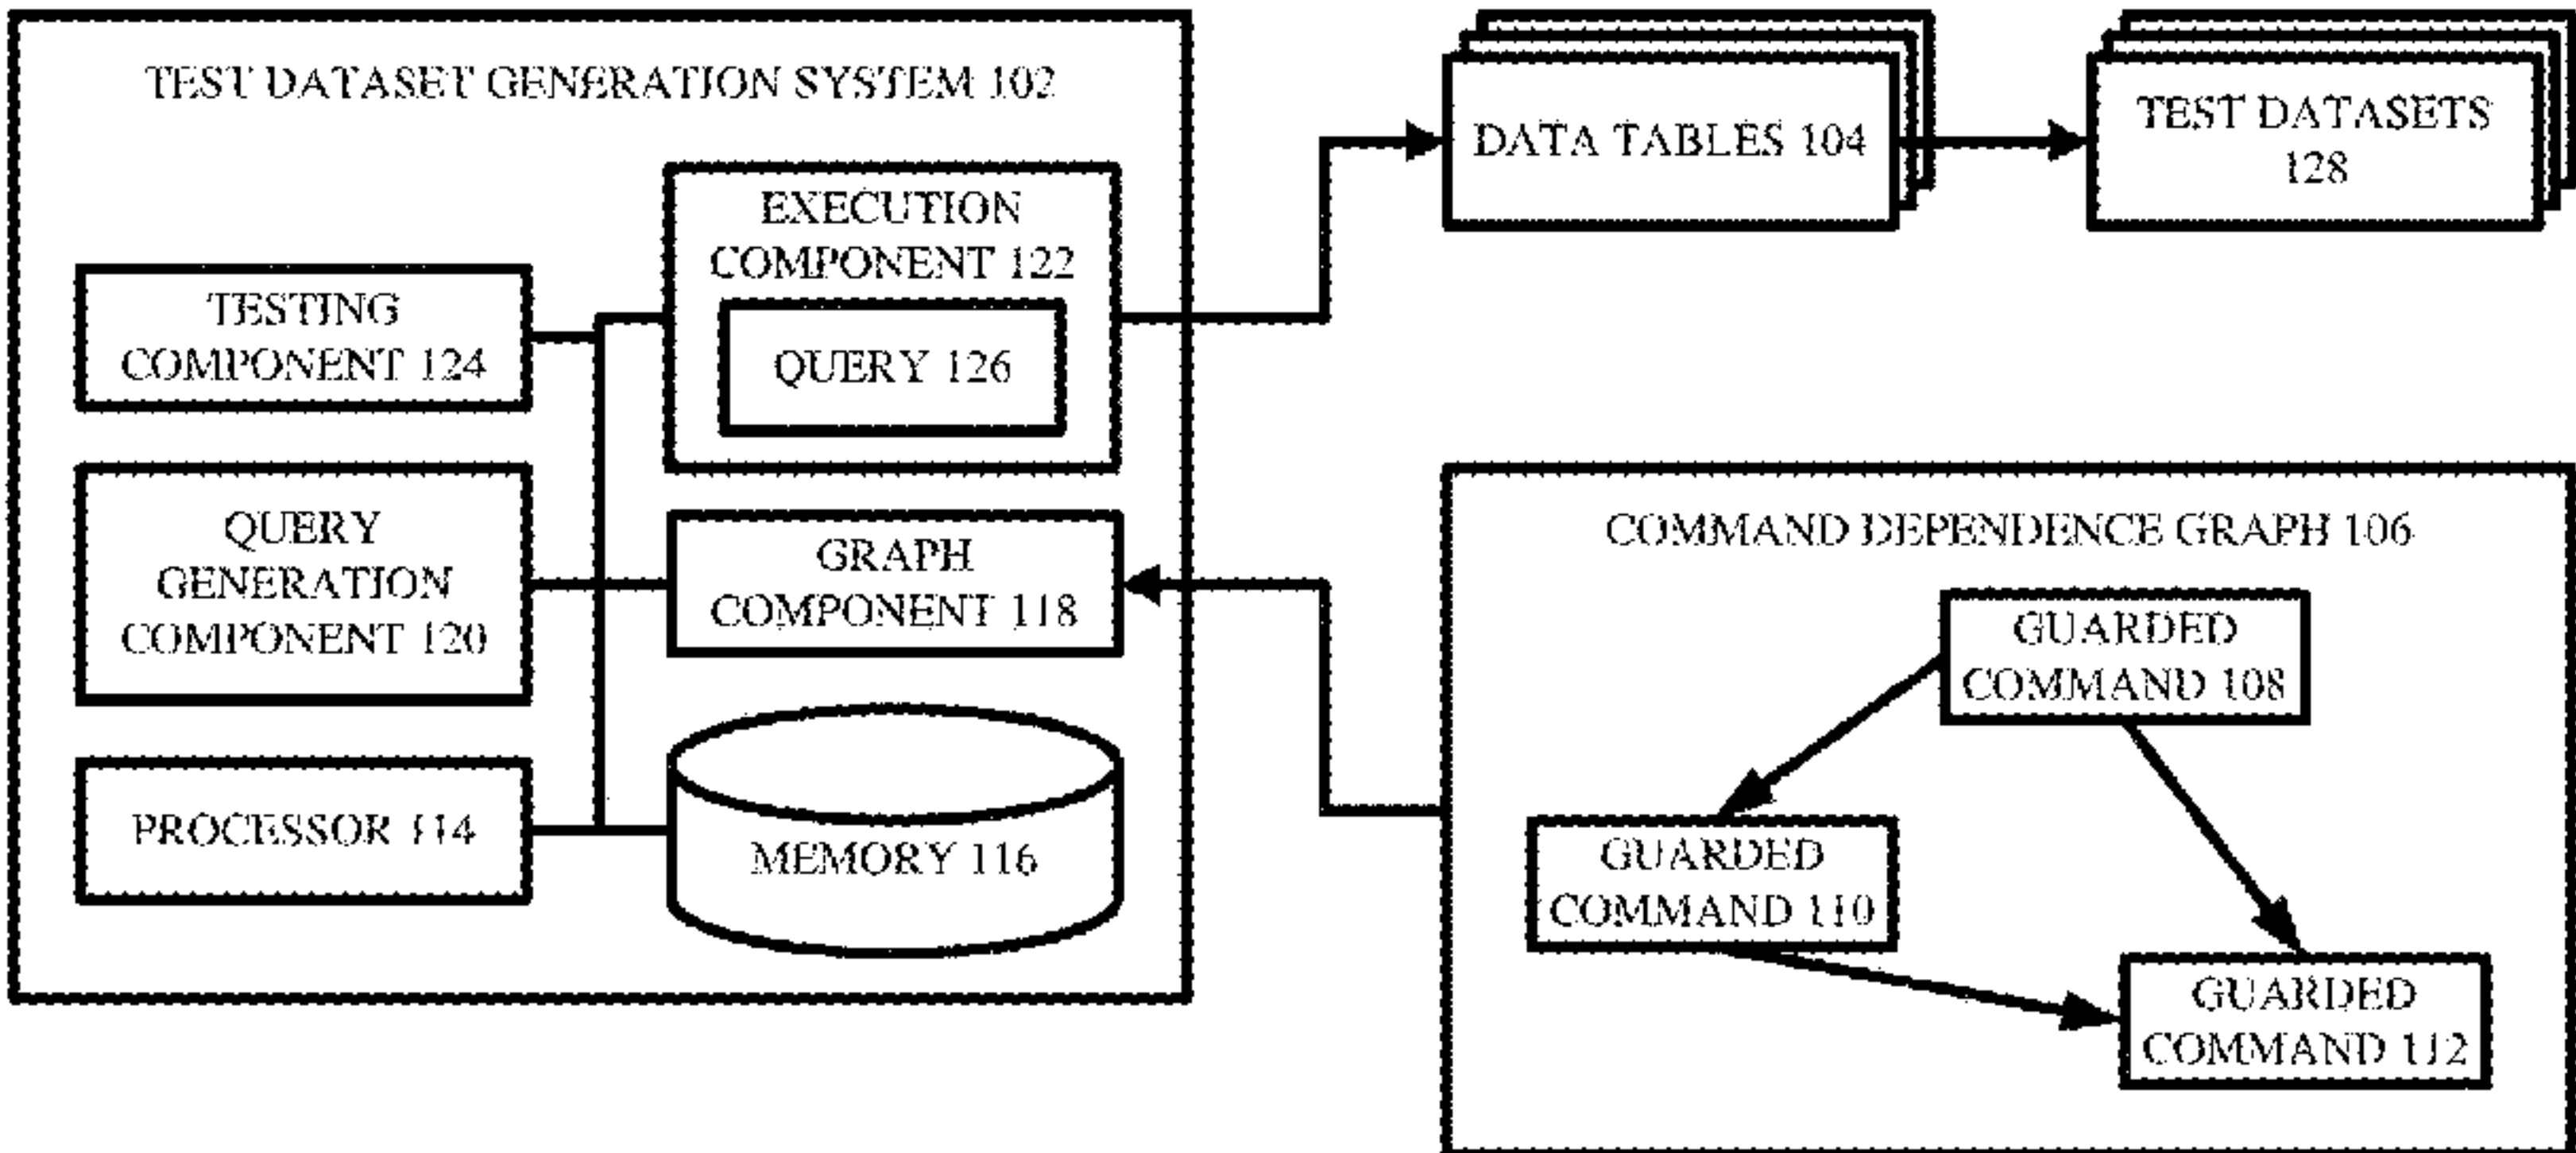 TEST DATASET GENERATION SYSTEM 102
EXECUTION
COMPONENT 122
QUERY 126
TESTING
COMPONENT 124
QUERY
GENERATION
COMPONENT 120
GRAPH
COMPONENT 118
PROCESSOR 114
MEMORY 116
DATA TABLES 104
TEST DATASETS
128
COMMAND DEPENDENCE GRAPH 106
GUARDED
COMMAND 108
GUARDED
COMMAND 110
GUARDED
COMMAND 112